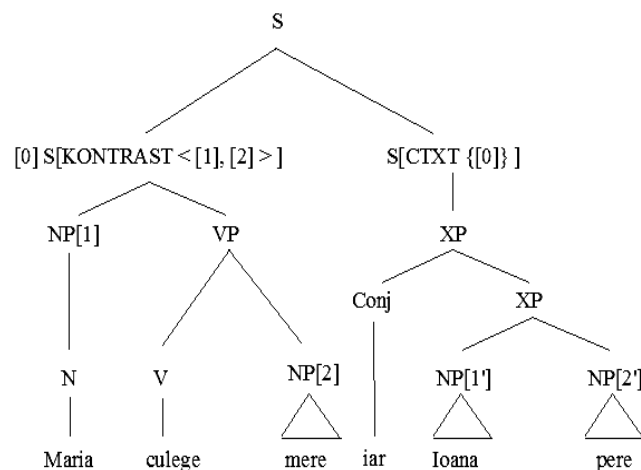 S
[0] S[KONTRAST < [1], [2] > ] S[CTXT {[0]} ]
NP[1] VP XP
Conj XP
N V NP[2] NP[1'] NP[2']
Maria culege mere iar Ioana pere